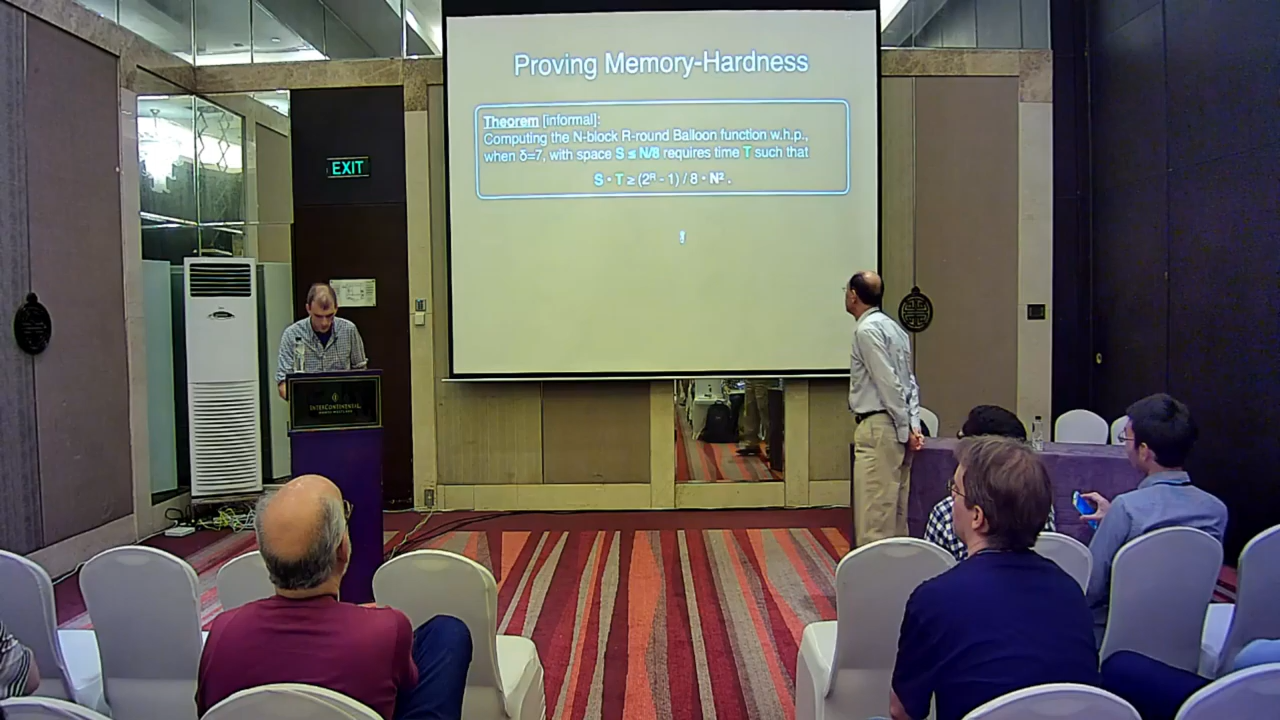 Proving Memory-Hardness
Theorem [informal]:
Computing the N-block R-round Balloon function w.h.p.,
when δ=7, with space S ≤ N/8 requires time T such that
S • T ≥ (2ᴿ - 1) / 8 • N² .
EXIT
INTERCONTINENTAL